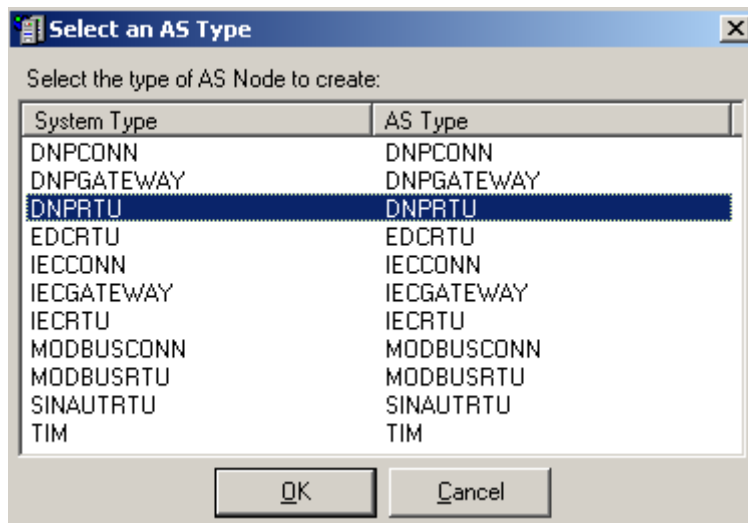 Select an AS Type
Select the type of AS Node to create:
System Type AS Type
DNPCONN DNPCONN
DNPGATEWAY DNPGATEWAY
DNPRTU DNPRTU
EDCRTU EDCRTU
IECCONN IECCONN
IECGATEWAY IECGATEWAY
IECRTU IECRTU
MODBUSCONN MODBUSCONN
MODBUSRTU MODBUSRTU
SINAUTRTU SINAUTRTU
TIM TIM
OK Cancel